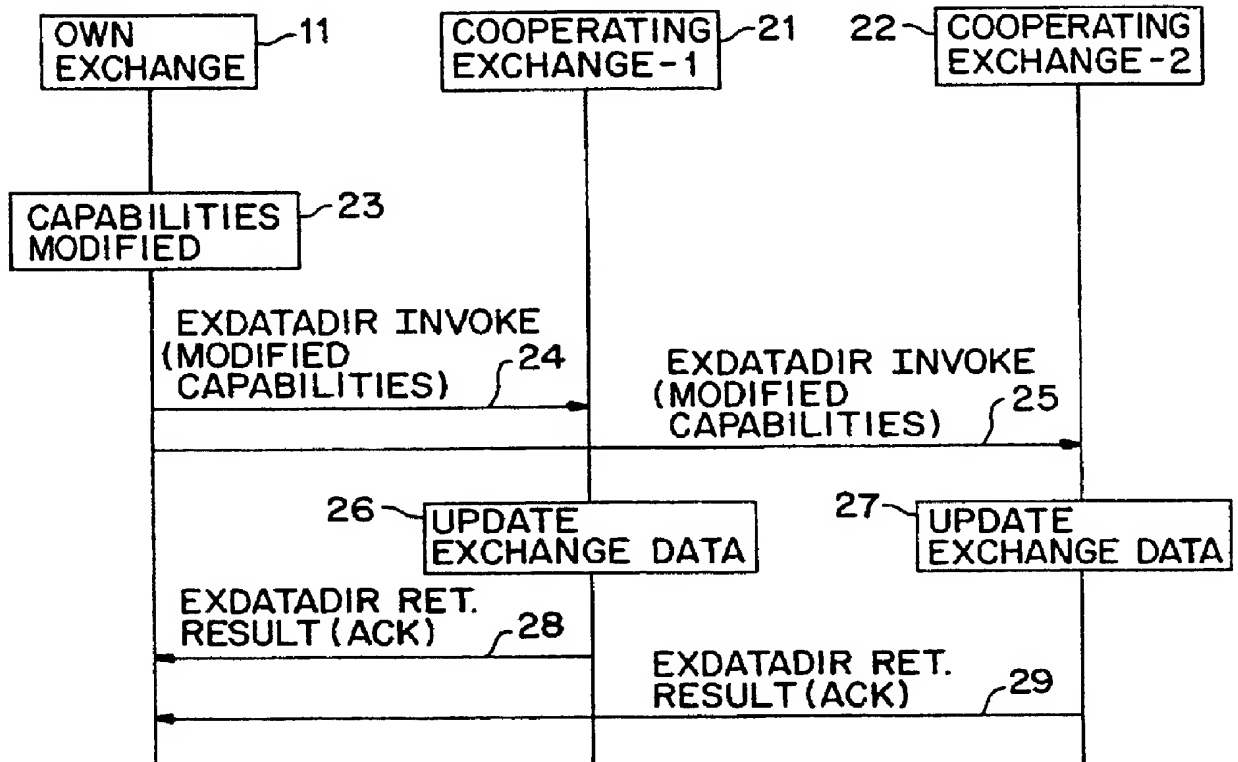 OWN
EXCHANGE
11
COOPERATING
EXCHANGE-1
21
22
COOPERATING
EXCHANGE-2
CAPABILITIES
MODIFIED
23
EXDATADIR INVOKE
(MODIFIED
CAPABILITIES)
24
EXDATADIR INVOKE
(MODIFIED
CAPABILITIES)
25
26
UPDATE
EXCHANGE DATA
27
UPDATE
EXCHANGE DATA
EXDATADIR RET.
RESULT (ACK)
28
EXDATADIR RET.
RESULT (ACK)
29